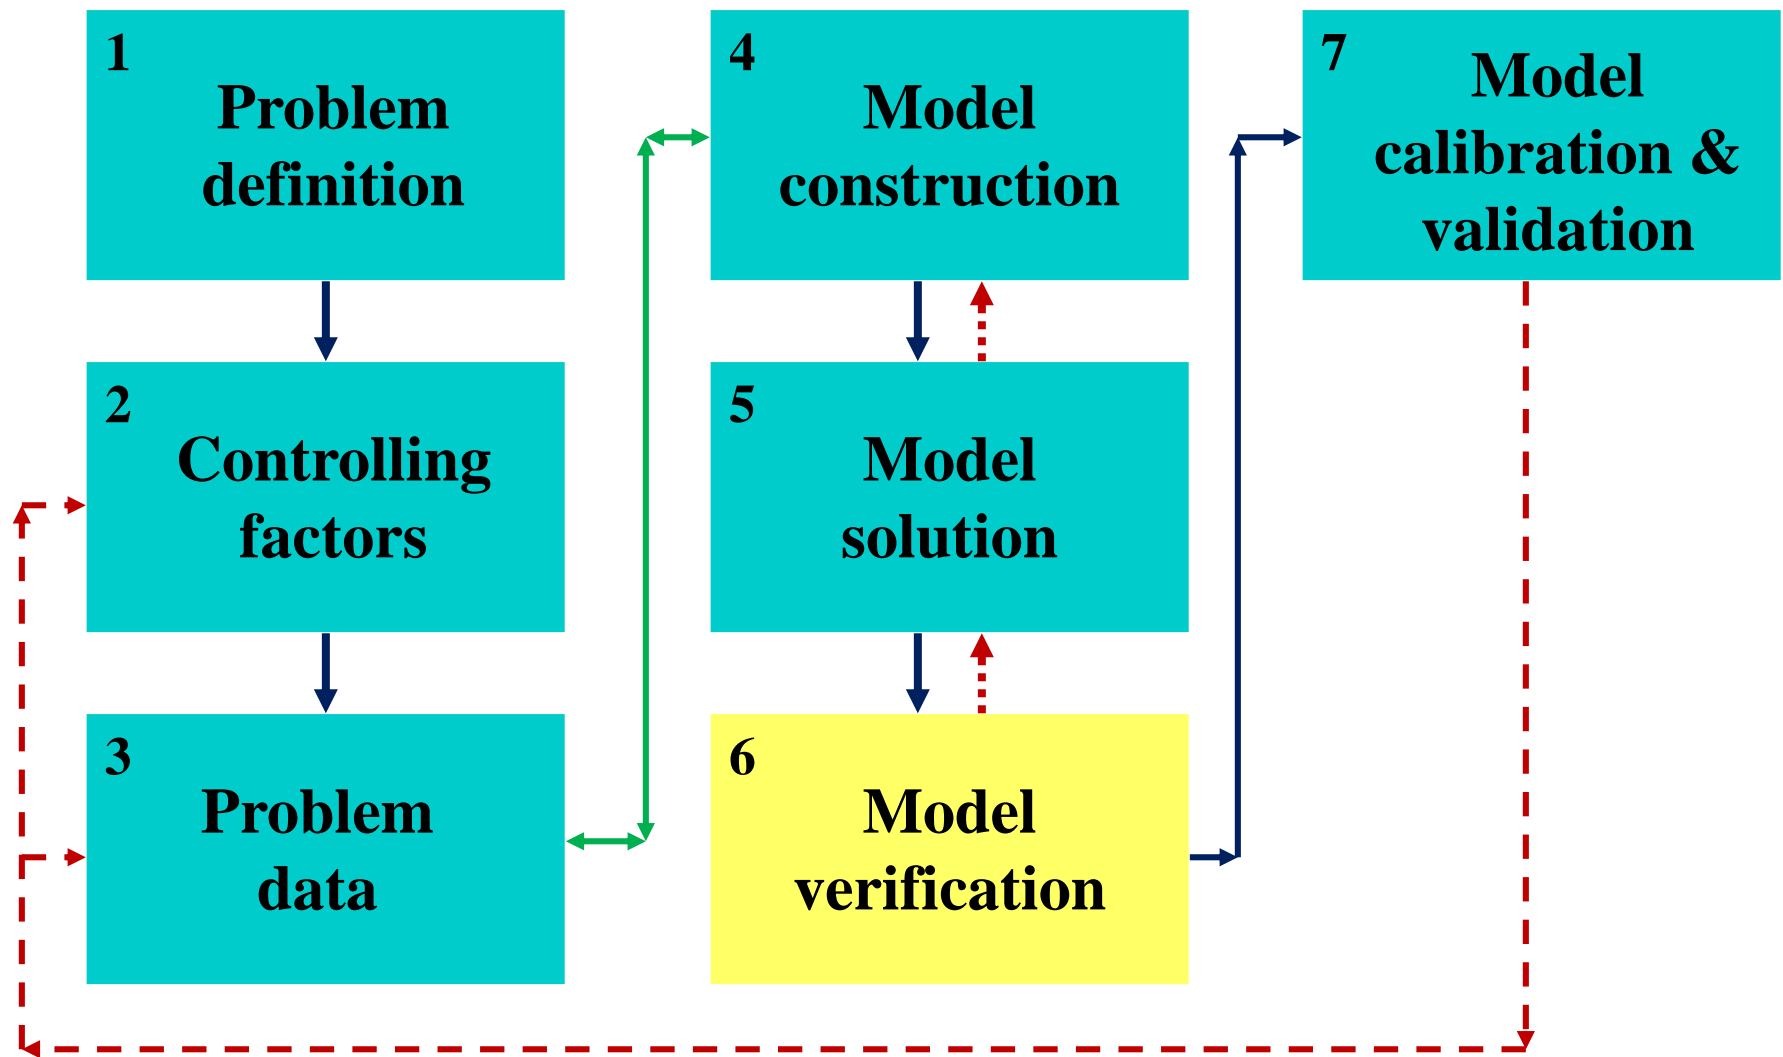 1
Problem
definition
2
Controlling
factors
3
Problem
data
4
Model
construction
5
Model
solution
6
Model
verification
7
Model
calibration &
validation